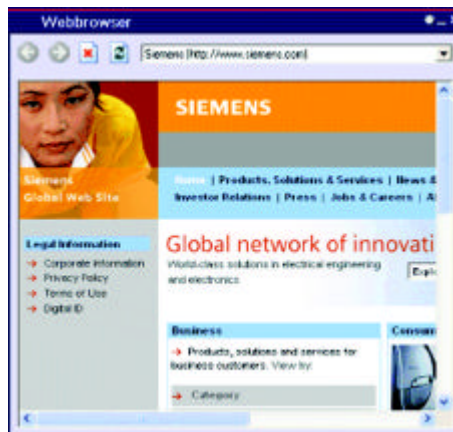 Webbrowser
Siemens [http://www.siemens.com]
SIEMENS
Siemens
Global Web Site
Home | Products, Solutions & Services | News &
Investor Relations | Press | Jobs & Careers | A
Legal Information
→ Corporate Information
→ Privacy Policy
→ Terms of Use
→ Digital ID
Global network of innovati
World-class solutions in electrical engineering
and electronics
Explo
Business
→ Products, solutions and services for
business customers. View by:
→ Category
Consum